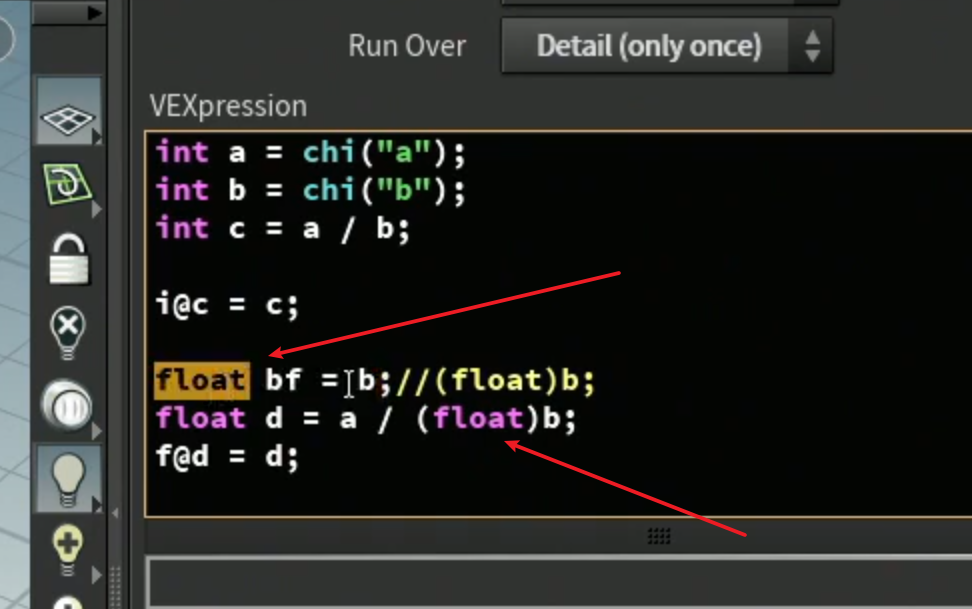 Run Over
Detail (only once)
VEXpression
int a = chi("a");
int b = chi("b");
int c = a / b;
i@c = c;
float bf = b;//(float)b;
float d = a / (float)b;
f@d = d;